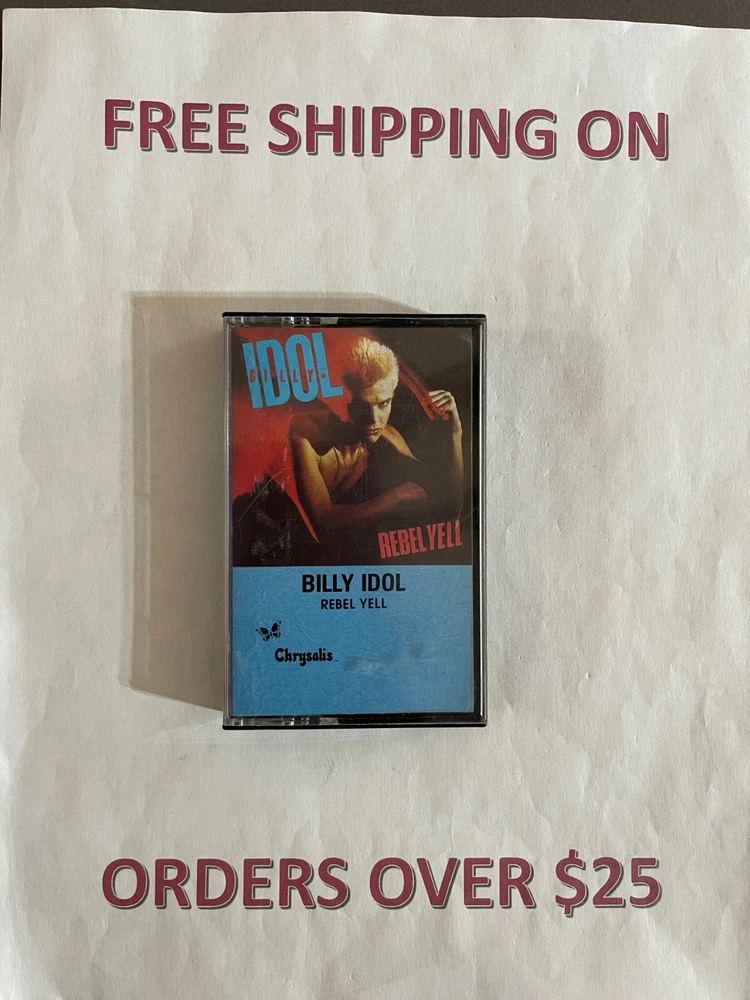 FREE SHIPPING ON
IDOL
BILLY
REBEL YELL
BILLY IDOL
REBEL YELL
Chrysalis
ORDERS OVER $25